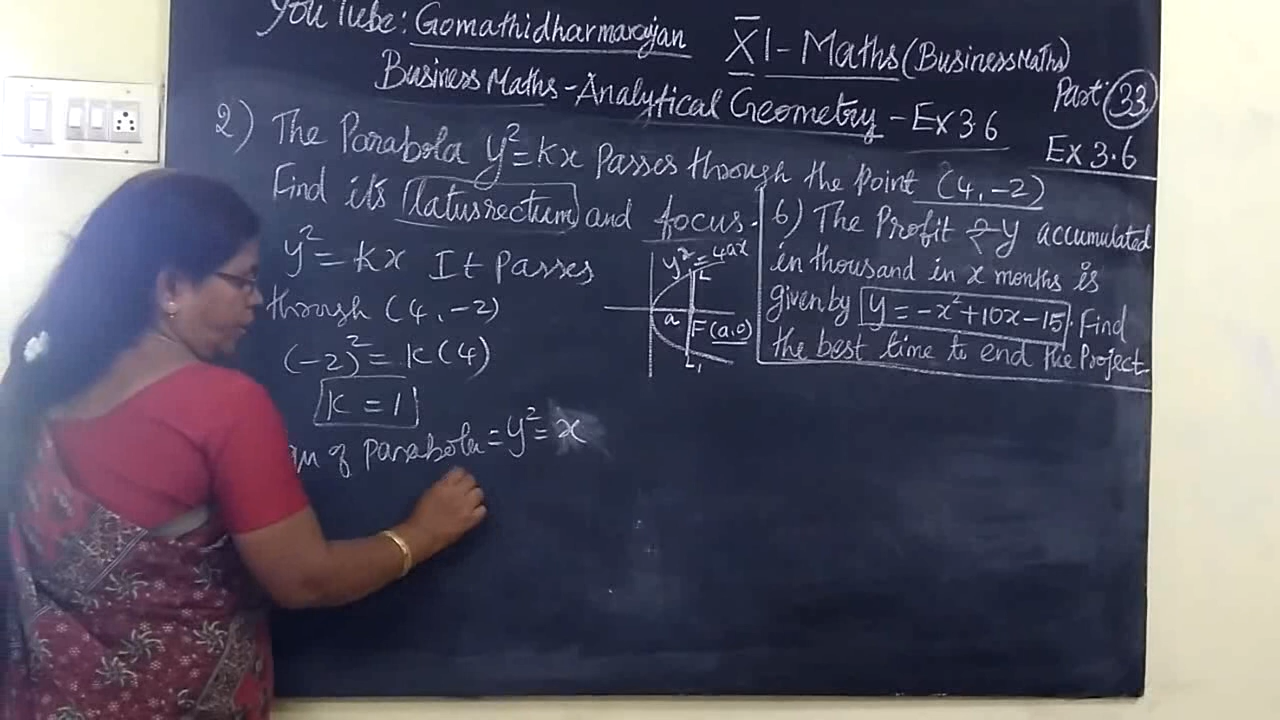 YouTube: Gomathidharmarajan
XI - Maths (Business Maths)
Business Maths - Analytical Geometry - Ex 3.6
Part: 33
Ex 3.6
2) The Parabola y² = kx Passes through the Point (4, -2)
Find its latusrectum and focus.
y² = kx It Passes
through (4, -2)
(-2)² = k(4)
k = 1
of parabola = y² = x
y² = 4ax
L
a
F(a,0)
L₁
6) The Profit y accumulated
in thousand in x months is
given by y = -x² + 10x - 15. Find
the best time to end the Project.